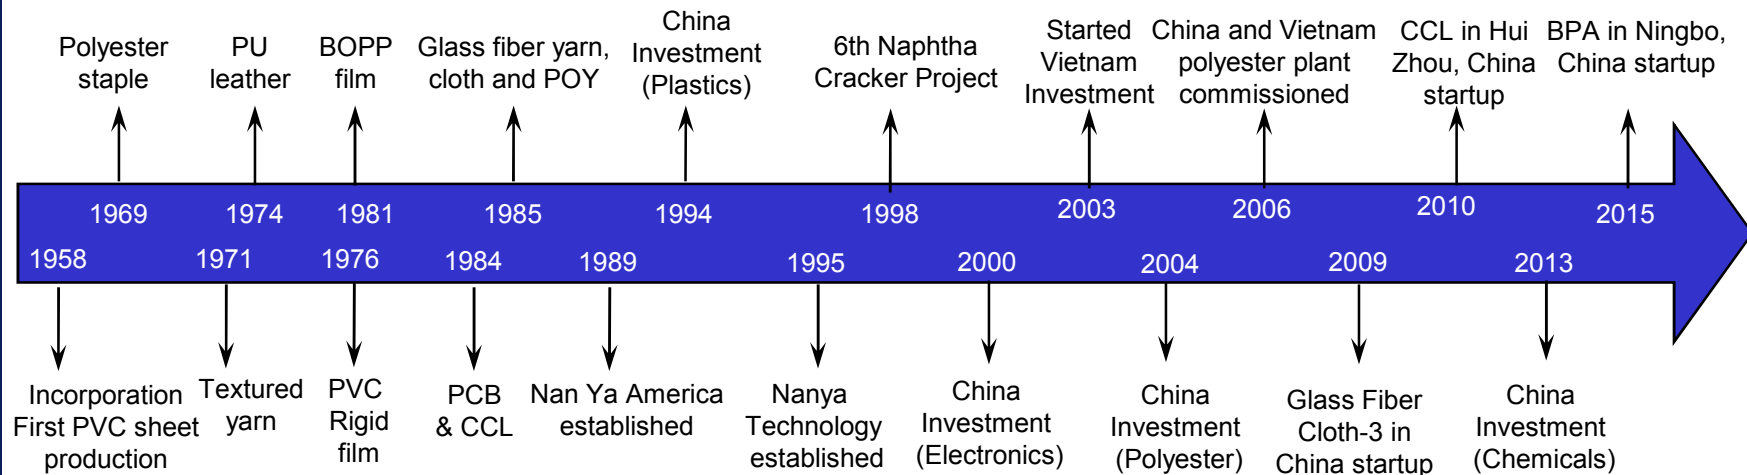 Polyester
staple
PU
leather
BOPP
film
Glass fiber yarn,
cloth and POY
China
Investment
(Plastics)
6th Naphtha
Cracker Project
Started
Vietnam
Investment
China and Vietnam
polyester plant
commissioned
CCL in Hui
Zhou, China
startup
BPA in Ningbo,
China startup
1969
1974
1981
1985
1994
1998
2003
2006
2010
2015
1958
1971
1976
1984
1989
1995
2000
2004
2009
2013
Incorporation
First PVC sheet
production
Textured
yarn
PVC
Rigid
film
PCB
& CCL
Nan Ya America
established
Nanya
Technology
established
China
Investment
(Electronics)
China
Investment
(Polyester)
Glass Fiber
Cloth-3 in
China startup
China
Investment
(Chemicals)